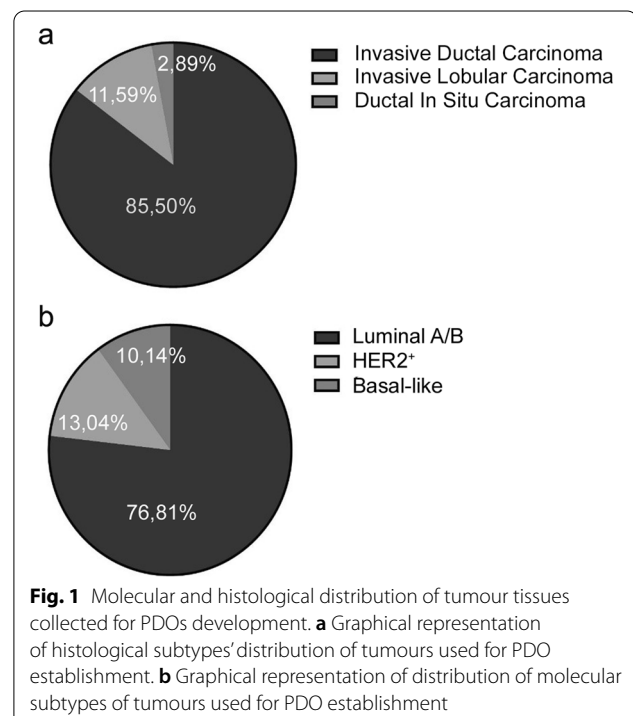 a
2,89%
11,59%
85,50%
Invasive Ductal Carcinoma
Invasive Lobular Carcinoma
Ductal In Situ Carcinoma
b
10,14%
13,04%
76,81%
Luminal A/B
HER2⁺
Basal-like
Fig. 1 Molecular and histological distribution of tumour tissues
collected for PDOs development. a Graphical representation
of histological subtypes’ distribution of tumours used for PDO
establishment. b Graphical representation of distribution of molecular
subtypes of tumours used for PDO establishment